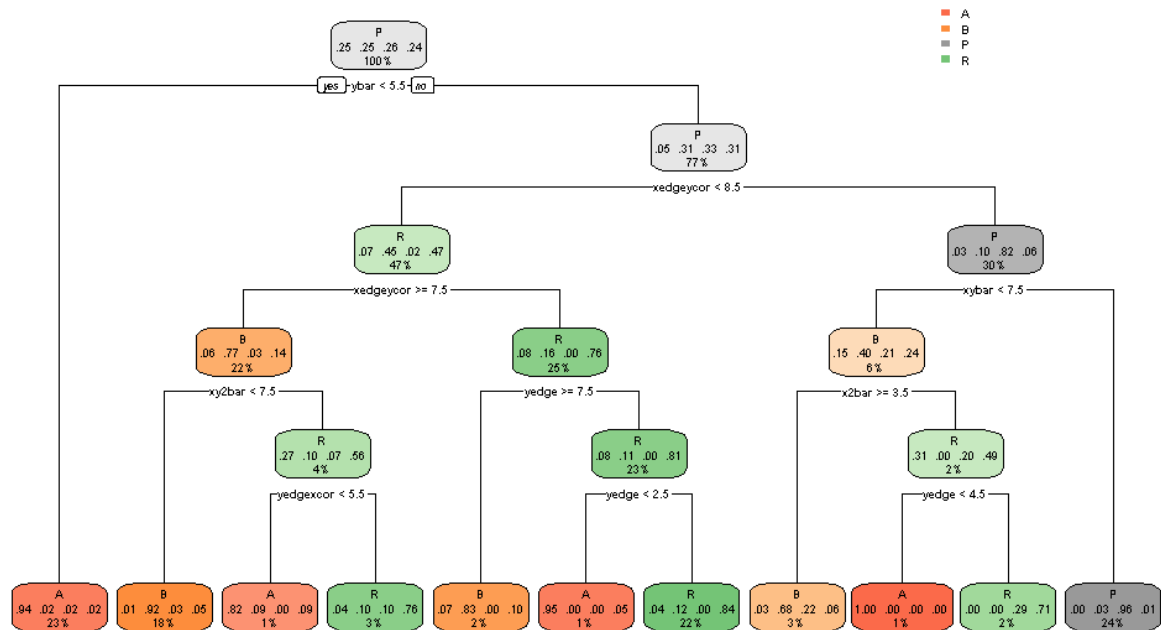 A
B
P
R
P
.25 .25 .26 .24
100%
yes ybar < 5.5 no
P
.05 .31 .33 .31
77%
xedgeycor < 8.5
R
.07 .45 .02 .47
47%
P
.03 .10 .82 .06
30%
xedgeycor >= 7.5
xybar < 7.5
B
.06 .77 .03 .14
22%
R
.08 .16 .00 .76
25%
B
.15 .40 .21 .24
6%
xy2bar < 7.5
yedge >= 7.5
x2bar >= 3.5
R
.27 .10 .07 .56
4%
R
.08 .11 .00 .81
23%
R
.31 .00 .20 .49
2%
yedgexcor < 5.5
yedge < 2.5
yedge < 4.5
A
.94 .02 .02 .02
23%
B
.01 .92 .03 .05
18%
A
.82 .09 .00 .09
1%
R
.04 .10 .10 .76
3%
B
.07 .83 .00 .10
2%
A
.95 .00 .00 .05
1%
R
.04 .12 .00 .84
22%
B
.03 .68 .22 .06
3%
A
1.00 .00 .00 .00
1%
R
.00 .00 .29 .71
2%
P
.00 .03 .96 .01
24%